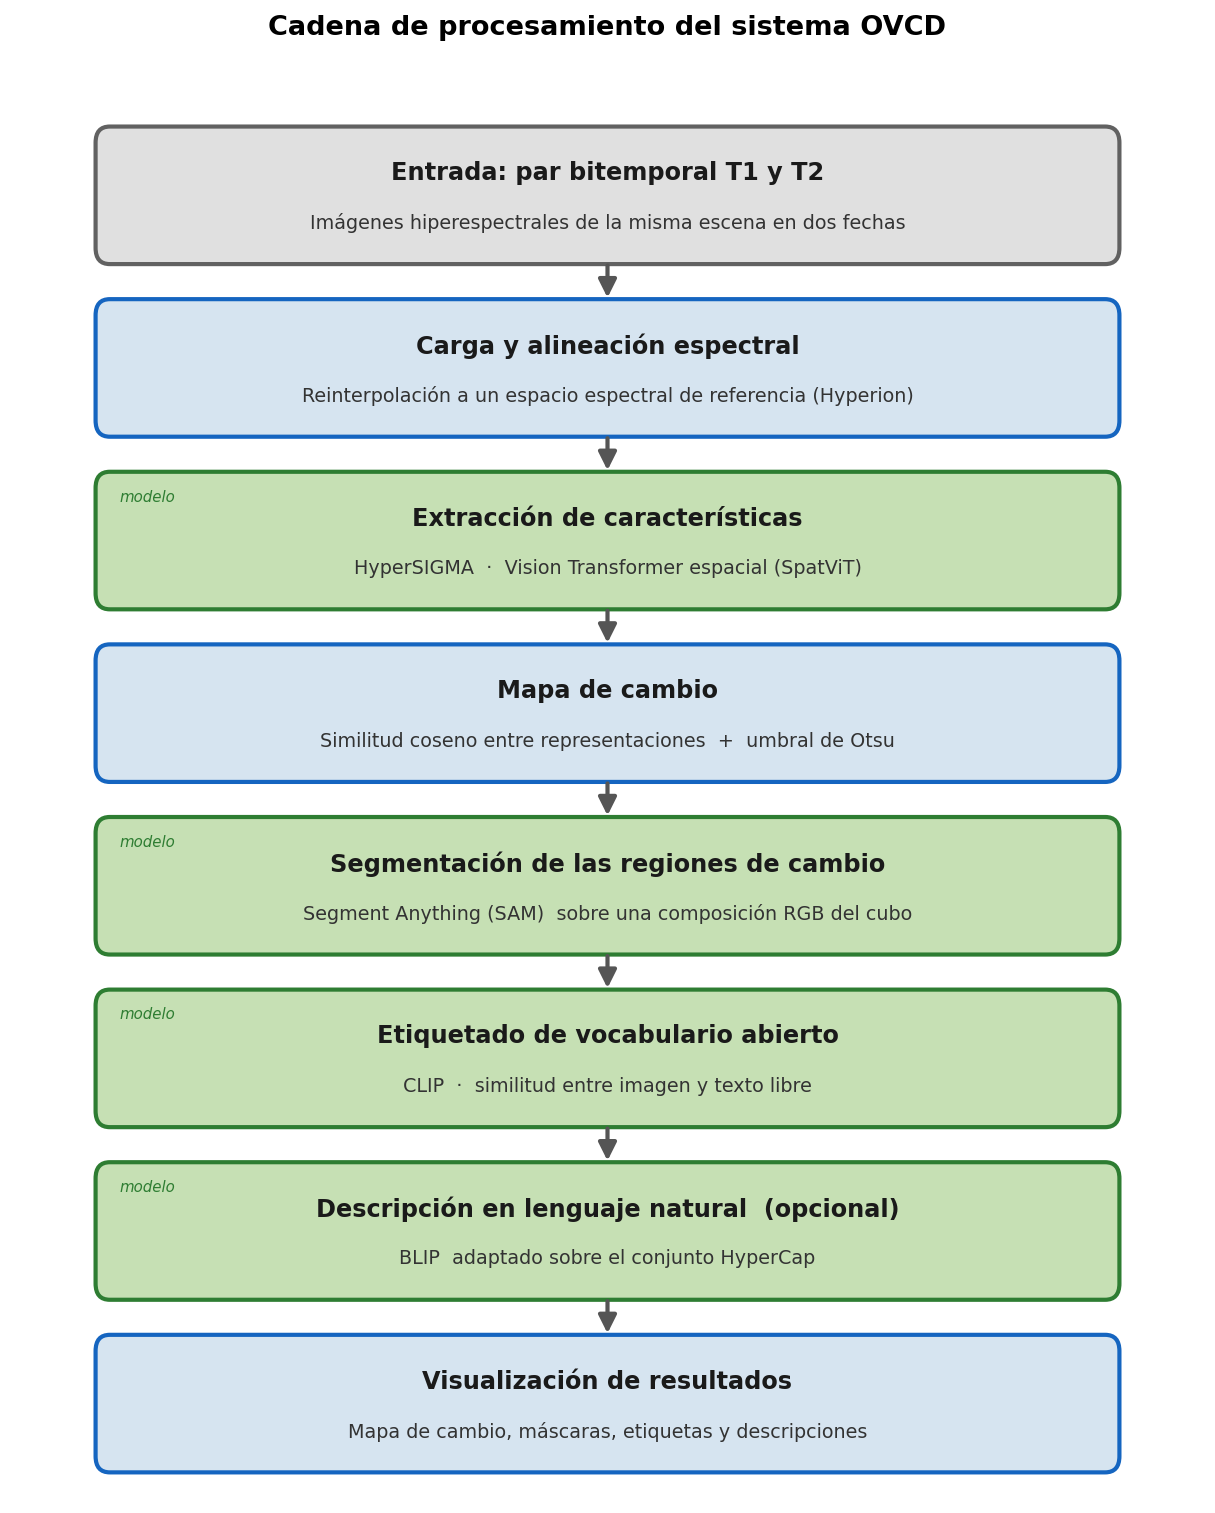 Cadena de procesamiento del sistema OVCD
Entrada: par bitemporal T1 y T2
Imágenes hiperespectrales de la misma escena en dos fechas
Carga y alineación espectral
Reinterpolación a un espacio espectral de referencia (Hyperion)
modelo
Extracción de características
HyperSIGMA · Vision Transformer espacial (SpatViT)
Mapa de cambio
Similitud coseno entre representaciones + umbral de Otsu
modelo
Segmentación de las regiones de cambio
Segment Anything (SAM) sobre una composición RGB del cubo
modelo
Etiquetado de vocabulario abierto
CLIP · similitud entre imagen y texto libre
modelo
Descripción en lenguaje natural (opcional)
BLIP adaptado sobre el conjunto HyperCap
Visualización de resultados
Mapa de cambio, máscaras, etiquetas y descripciones